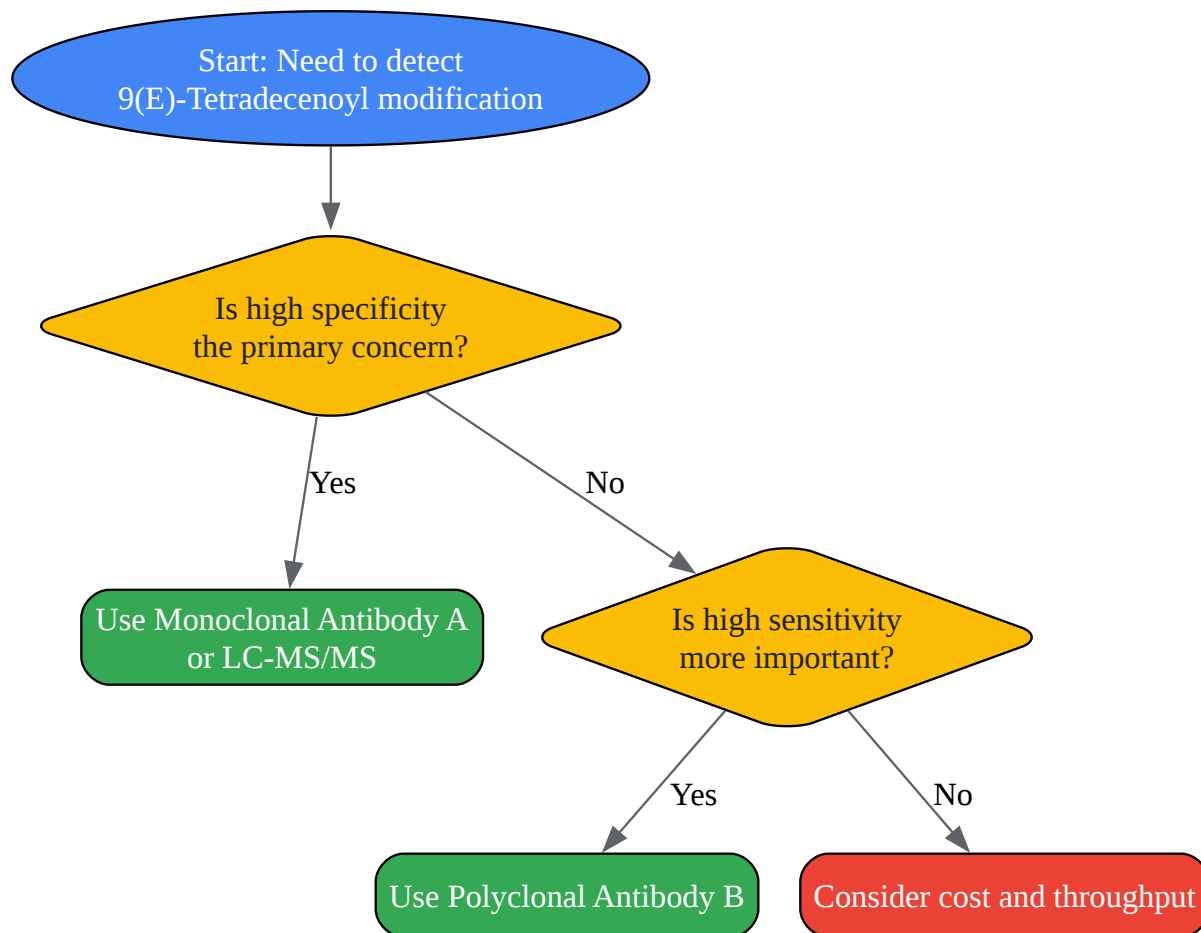 Start: Need to detect
9(E)-Tetradecenoyl modification
Is high specificity
the primary concern?
Yes
No
Use Monoclonal Antibody A
or LC-MS/MS
Is high sensitivity
more important?
Yes
No
Use Polyclonal Antibody B
Consider cost and throughput